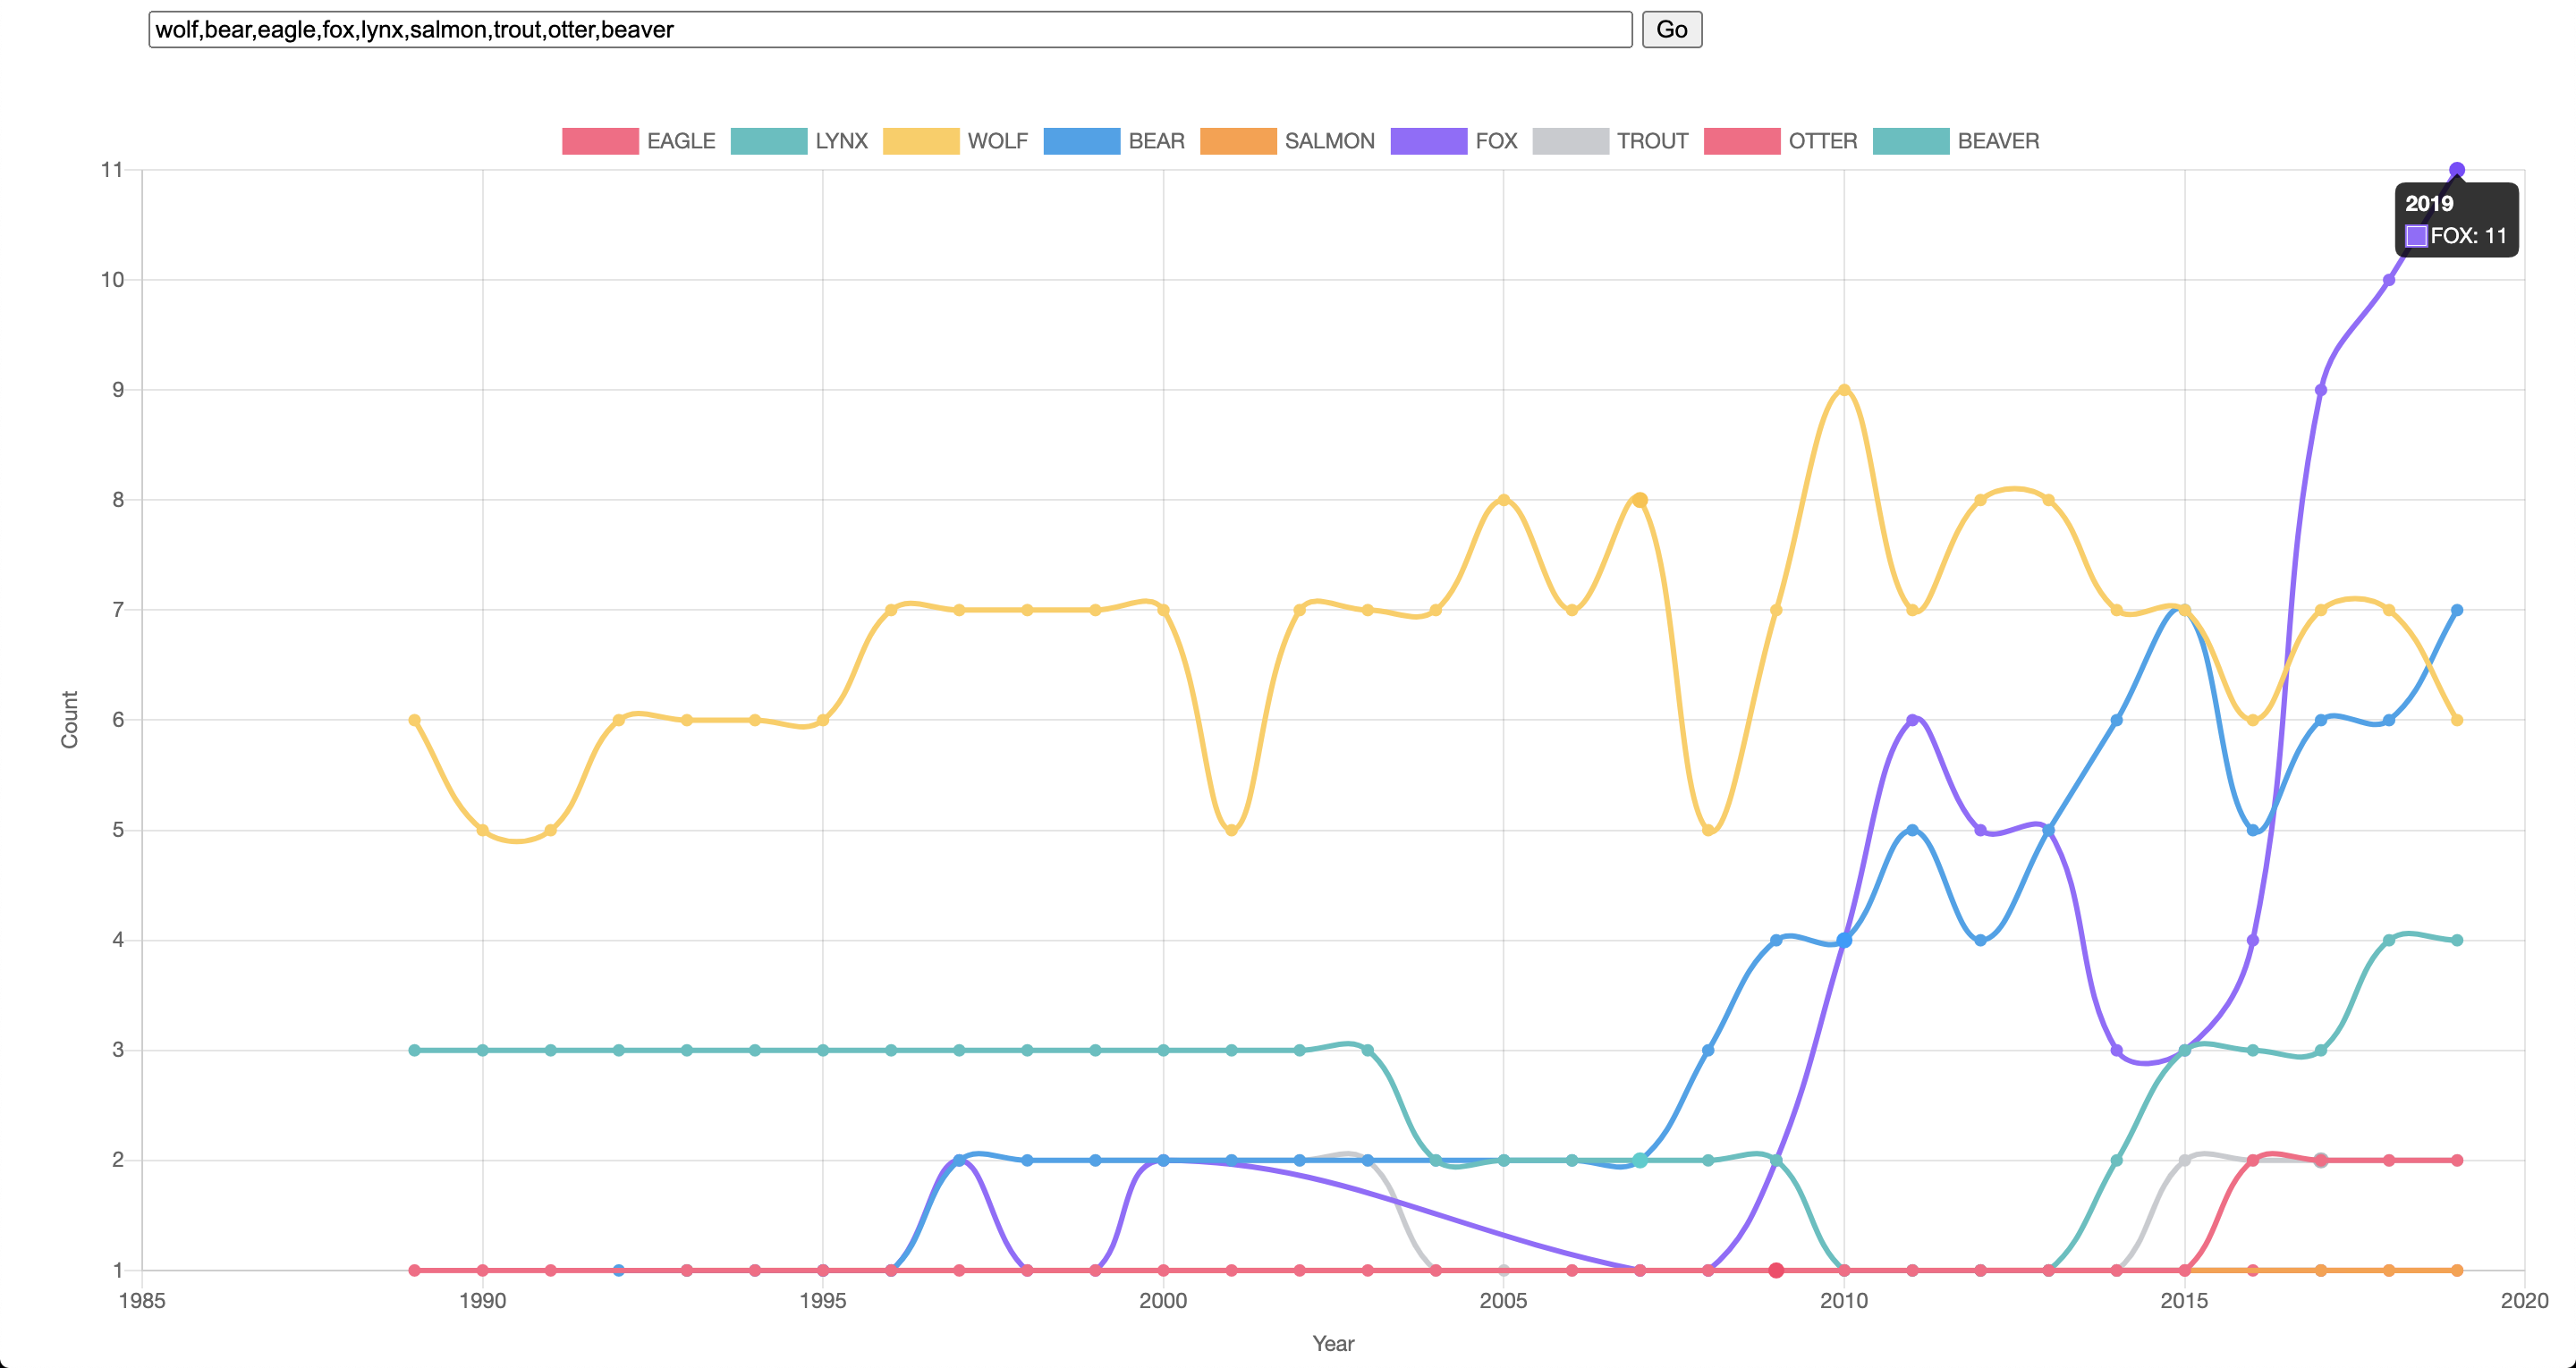 wolf,bear,eagle,fox,lynx,salmon,trout,otter,beaver Go
EAGLE LYNX WOLF BEAR SALMON FOX TROUT OTTER BEAVER
11
2019
FOX: 11
10
9
8
7
6
Count
5
4
3
2
1
1985 1990 1995 2000 2005 2010 2015 2020
Year